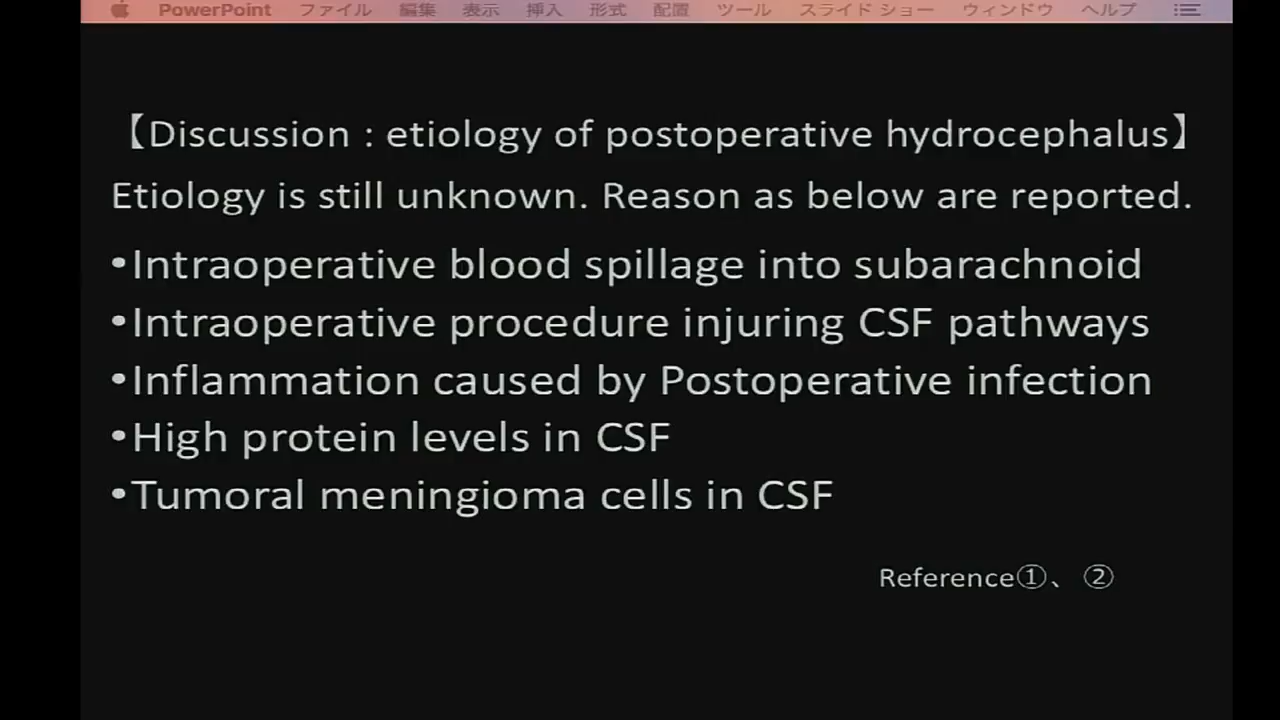 PowerPoint ファイル 編集 表示 挿入 形式 配置 ツール スライド ショー ウィンドウ ヘルプ
【Discussion : etiology of postoperative hydrocephalus】
Etiology is still unknown. Reason as below are reported.
•Intraoperative blood spillage into subarachnoid
•Intraoperative procedure injuring CSF pathways
•Inflammation caused by Postoperative infection
•High protein levels in CSF
•Tumoral meningioma cells in CSF
Reference①、②